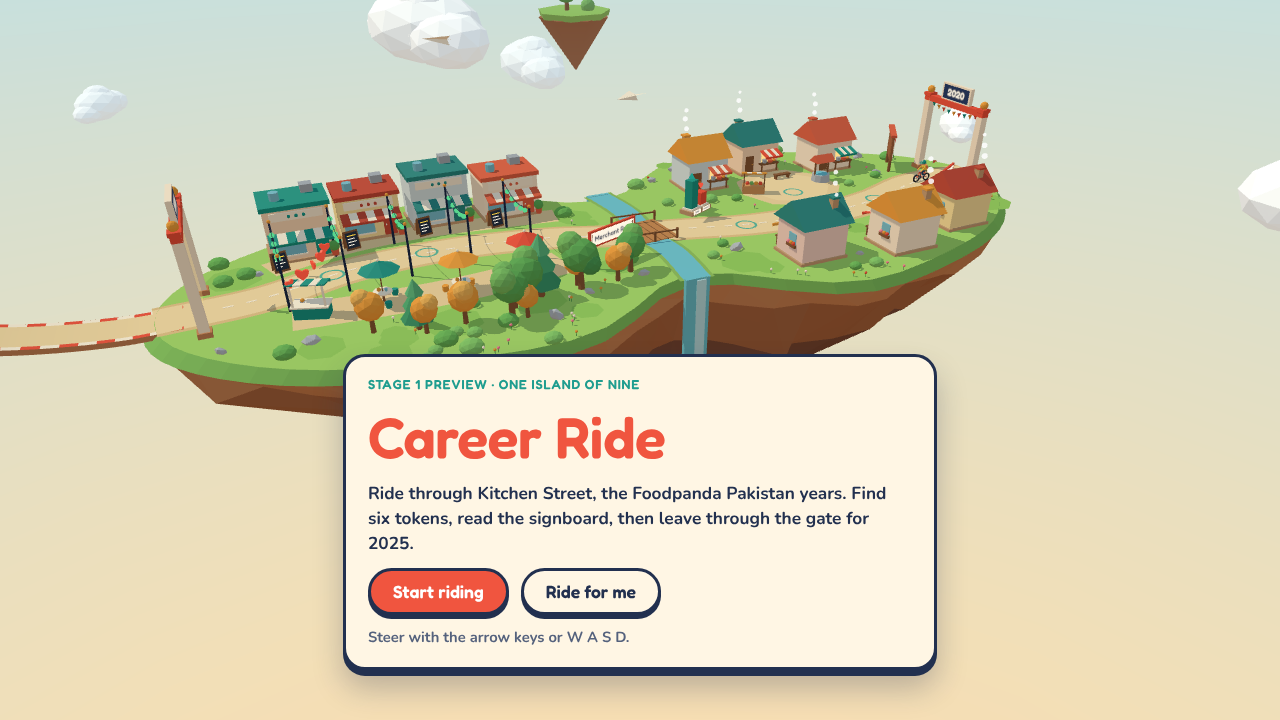 2020
Merchant
STAGE 1 PREVIEW · ONE ISLAND OF NINE
Career Ride
Ride through Kitchen Street, the Foodpanda Pakistan years. Find
six tokens, read the signboard, then leave through the gate for
2025.
Start riding
Ride for me
Steer with the arrow keys or W A S D.